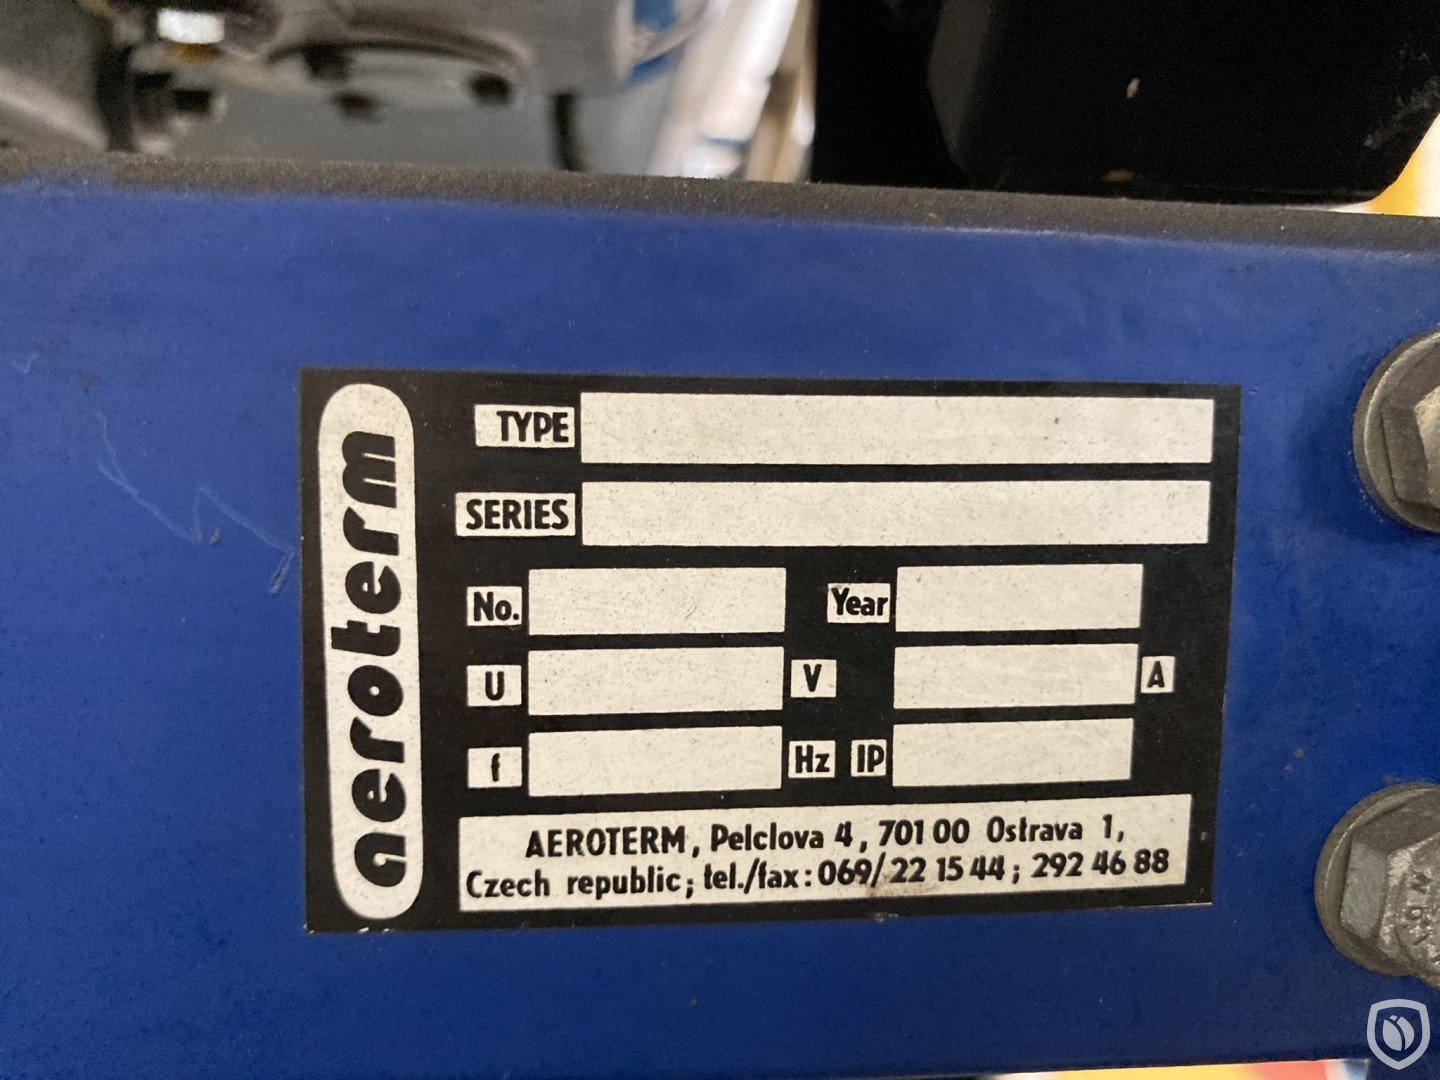 aeroterm
TYPE
SERIES
No. Year
U V A
f Hz IP
AEROTERM, Pelclova 4, 701 00 Ostrava 1,
Czech republic; tel./fax: 069/ 22 15 44 ; 292 46 88